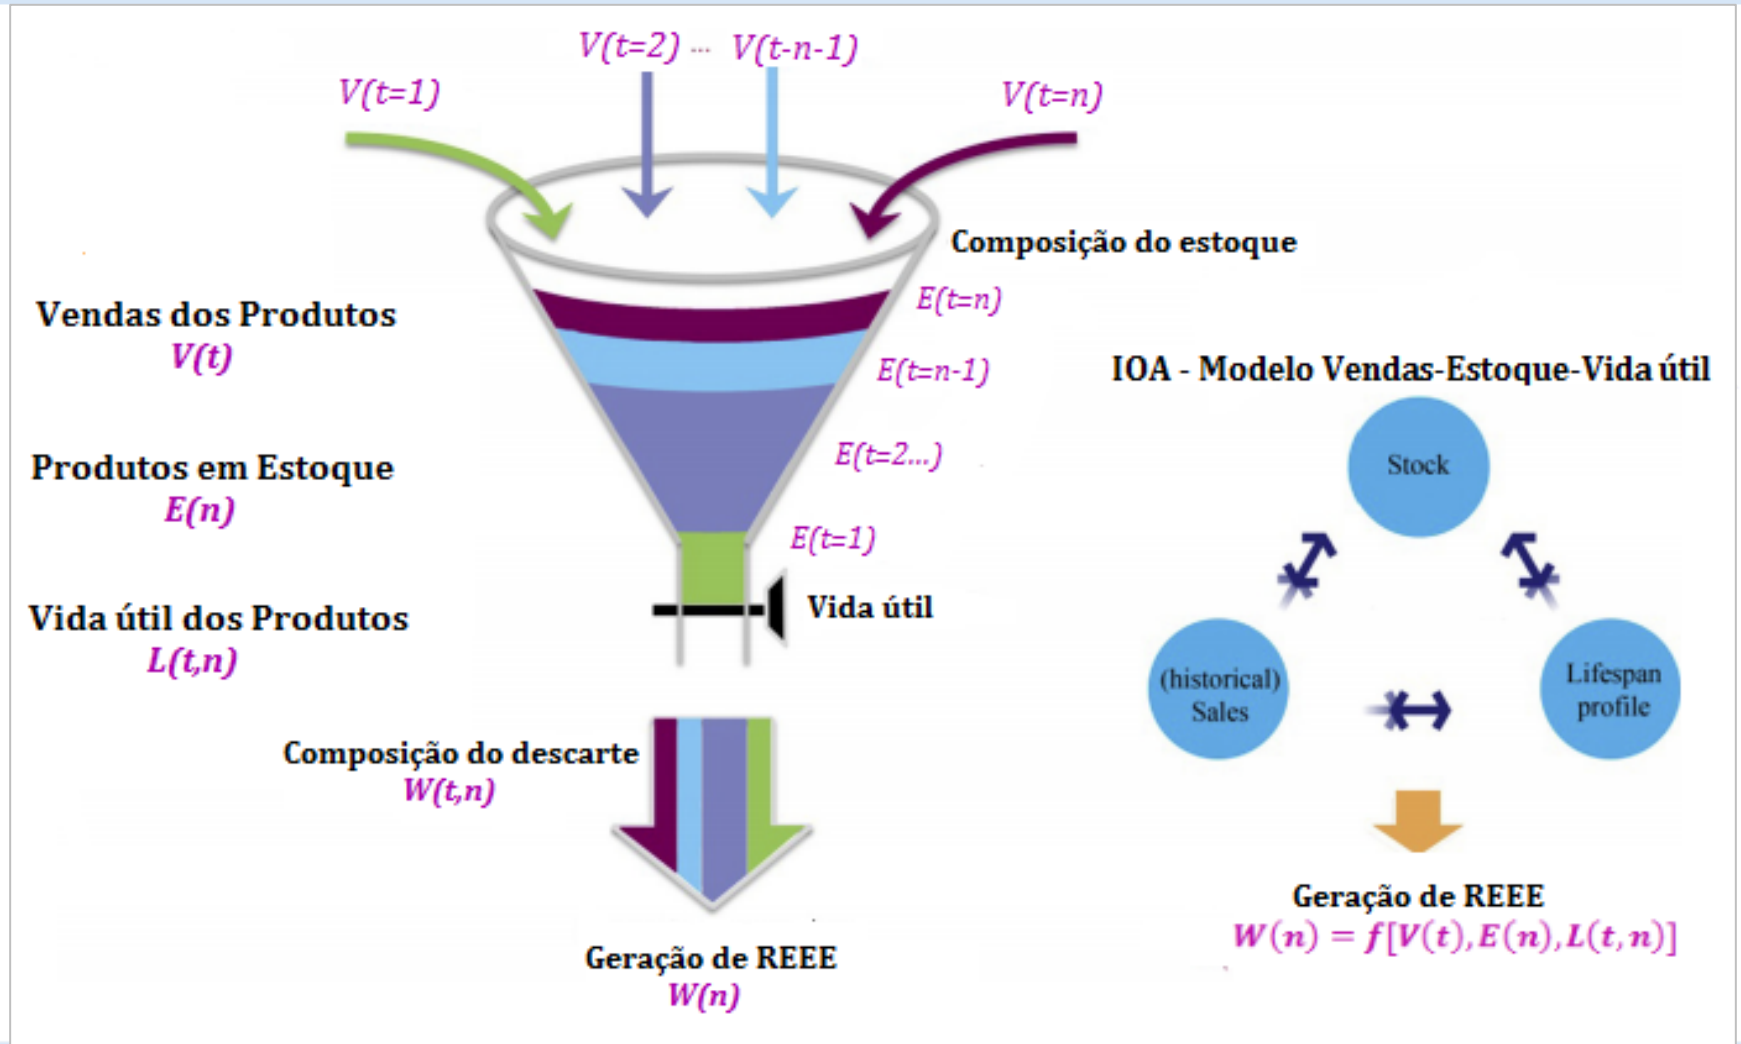 V(t=2) ... V(t-n-1)
V(t=1)
V(t=n)
Composição do estoque
E(t=n)
Vendas dos Produtos
V(t)
E(t=n-1)
IOA - Modelo Vendas-Estoque-Vida útil
Produtos em Estoque
E(n)
E(t=2...)
Stock
E(t=1)
Vida útil dos Produtos
L(t,n)
Vida útil
(historical)
Sales
Lifespan
profile
Composição do descarte
W(t,n)
Geração de REEE
W(n)
Geração de REEE
W(n) = f[V(t), E(n), L(t, n)]